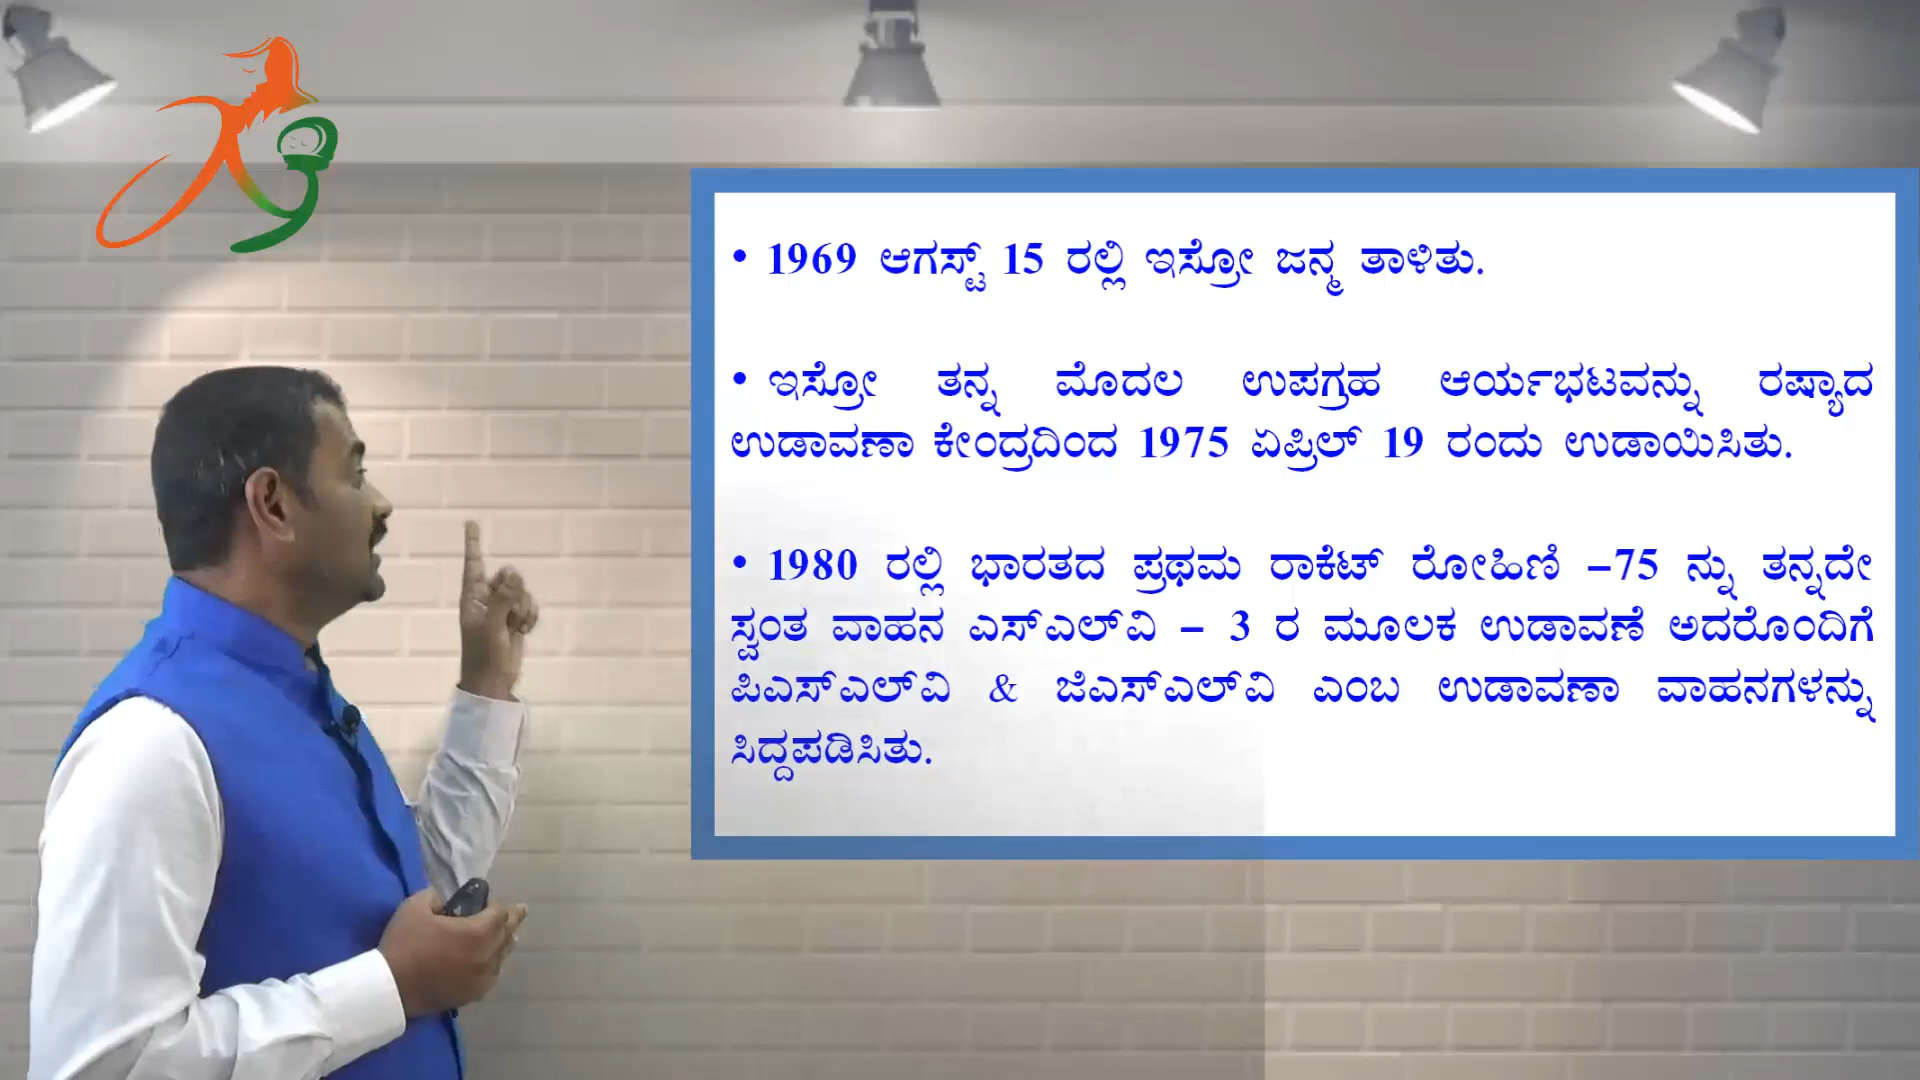 • 1969 ಆಗಸ್ಟ್ 15 ರಲ್ಲಿ ಇಸ್ರೋ ಜನ್ಮ ತಾಳಿತು.
• ಇಸ್ರೋ ತನ್ನ ಮೊದಲ ಉಪಗ್ರಹ ಆರ್ಯಭಟವನ್ನು ರಷ್ಯಾದ
ಉಡಾವಣಾ ಕೇಂದ್ರದಿಂದ 1975 ಏಪ್ರಿಲ್ 19 ರಂದು ಉಡಾಯಿಸಿತು.
• 1980 ರಲ್ಲಿ ಭಾರತದ ಪ್ರಥಮ ರಾಕೆಟ್ ರೋಹಿಣಿ –75 ನ್ನು ತನ್ನದೇ
ಸ್ವಂತ ವಾಹನ ಎಸ್‌ಎಲ್‌ವಿ – 3 ರ ಮೂಲಕ ಉಡಾವಣೆ ಅದರೊಂದಿಗೆ
ಪಿಎಸ್‌ಎಲ್‌ವಿ & ಜಿಎಸ್‌ಎಲ್‌ವಿ ಎಂಬ ಉಡಾವಣಾ ವಾಹನಗಳನ್ನು
ಸಿದ್ದಪಡಿಸಿತು.